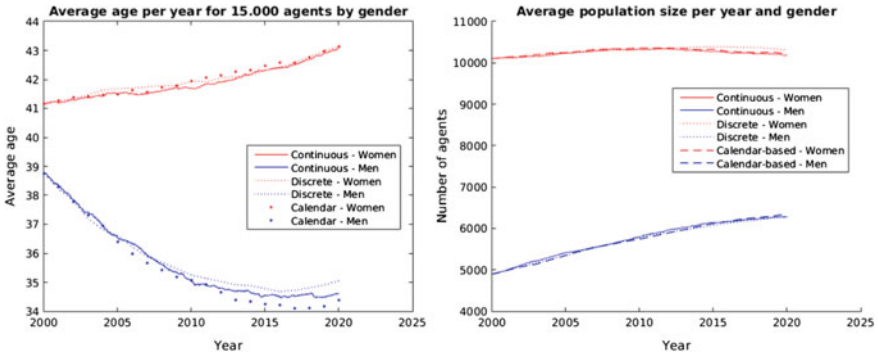 Average age per year for 15.000 agents by gender
44
43
42
41
40
39
38
37
36
35
34
2000
2005
2010
2015
2020
2025
Average age
Year
Continuous - Women
Continuous - Men
Discrete - Women
Discrete - Men
Calendar - Women
Calendar - Men
Average population size per year and gender
11000
10000
9000
8000
7000
6000
5000
4000
2000
2005
2010
2015
2020
2025
Number of agents
Year
Continuous - Women
Continuous - Men
Discrete - Women
Discrete - Men
Calendar-based - Women
Calendar-based - Men